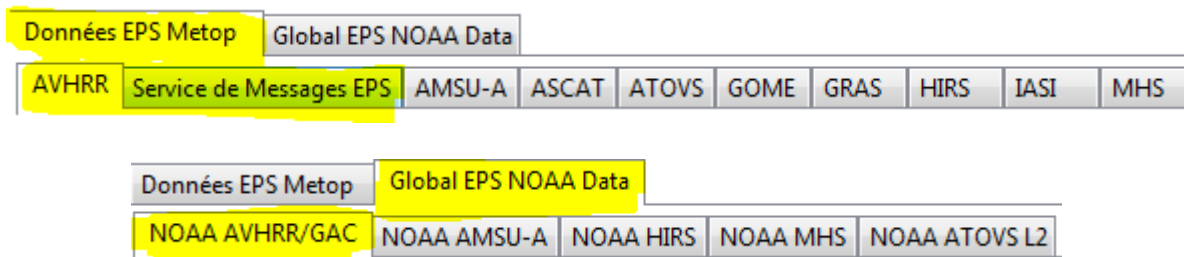 Données EPS Metop Global EPS NOAA Data
AVHRR Service de Messages EPS AMSU-A ASCAT ATOVS GOME GRAS HIRS IASI MHS
Données EPS Metop Global EPS NOAA Data
NOAA AVHRR/GAC NOAA AMSU-A NOAA HIRS NOAA MHS NOAA ATOVS L2